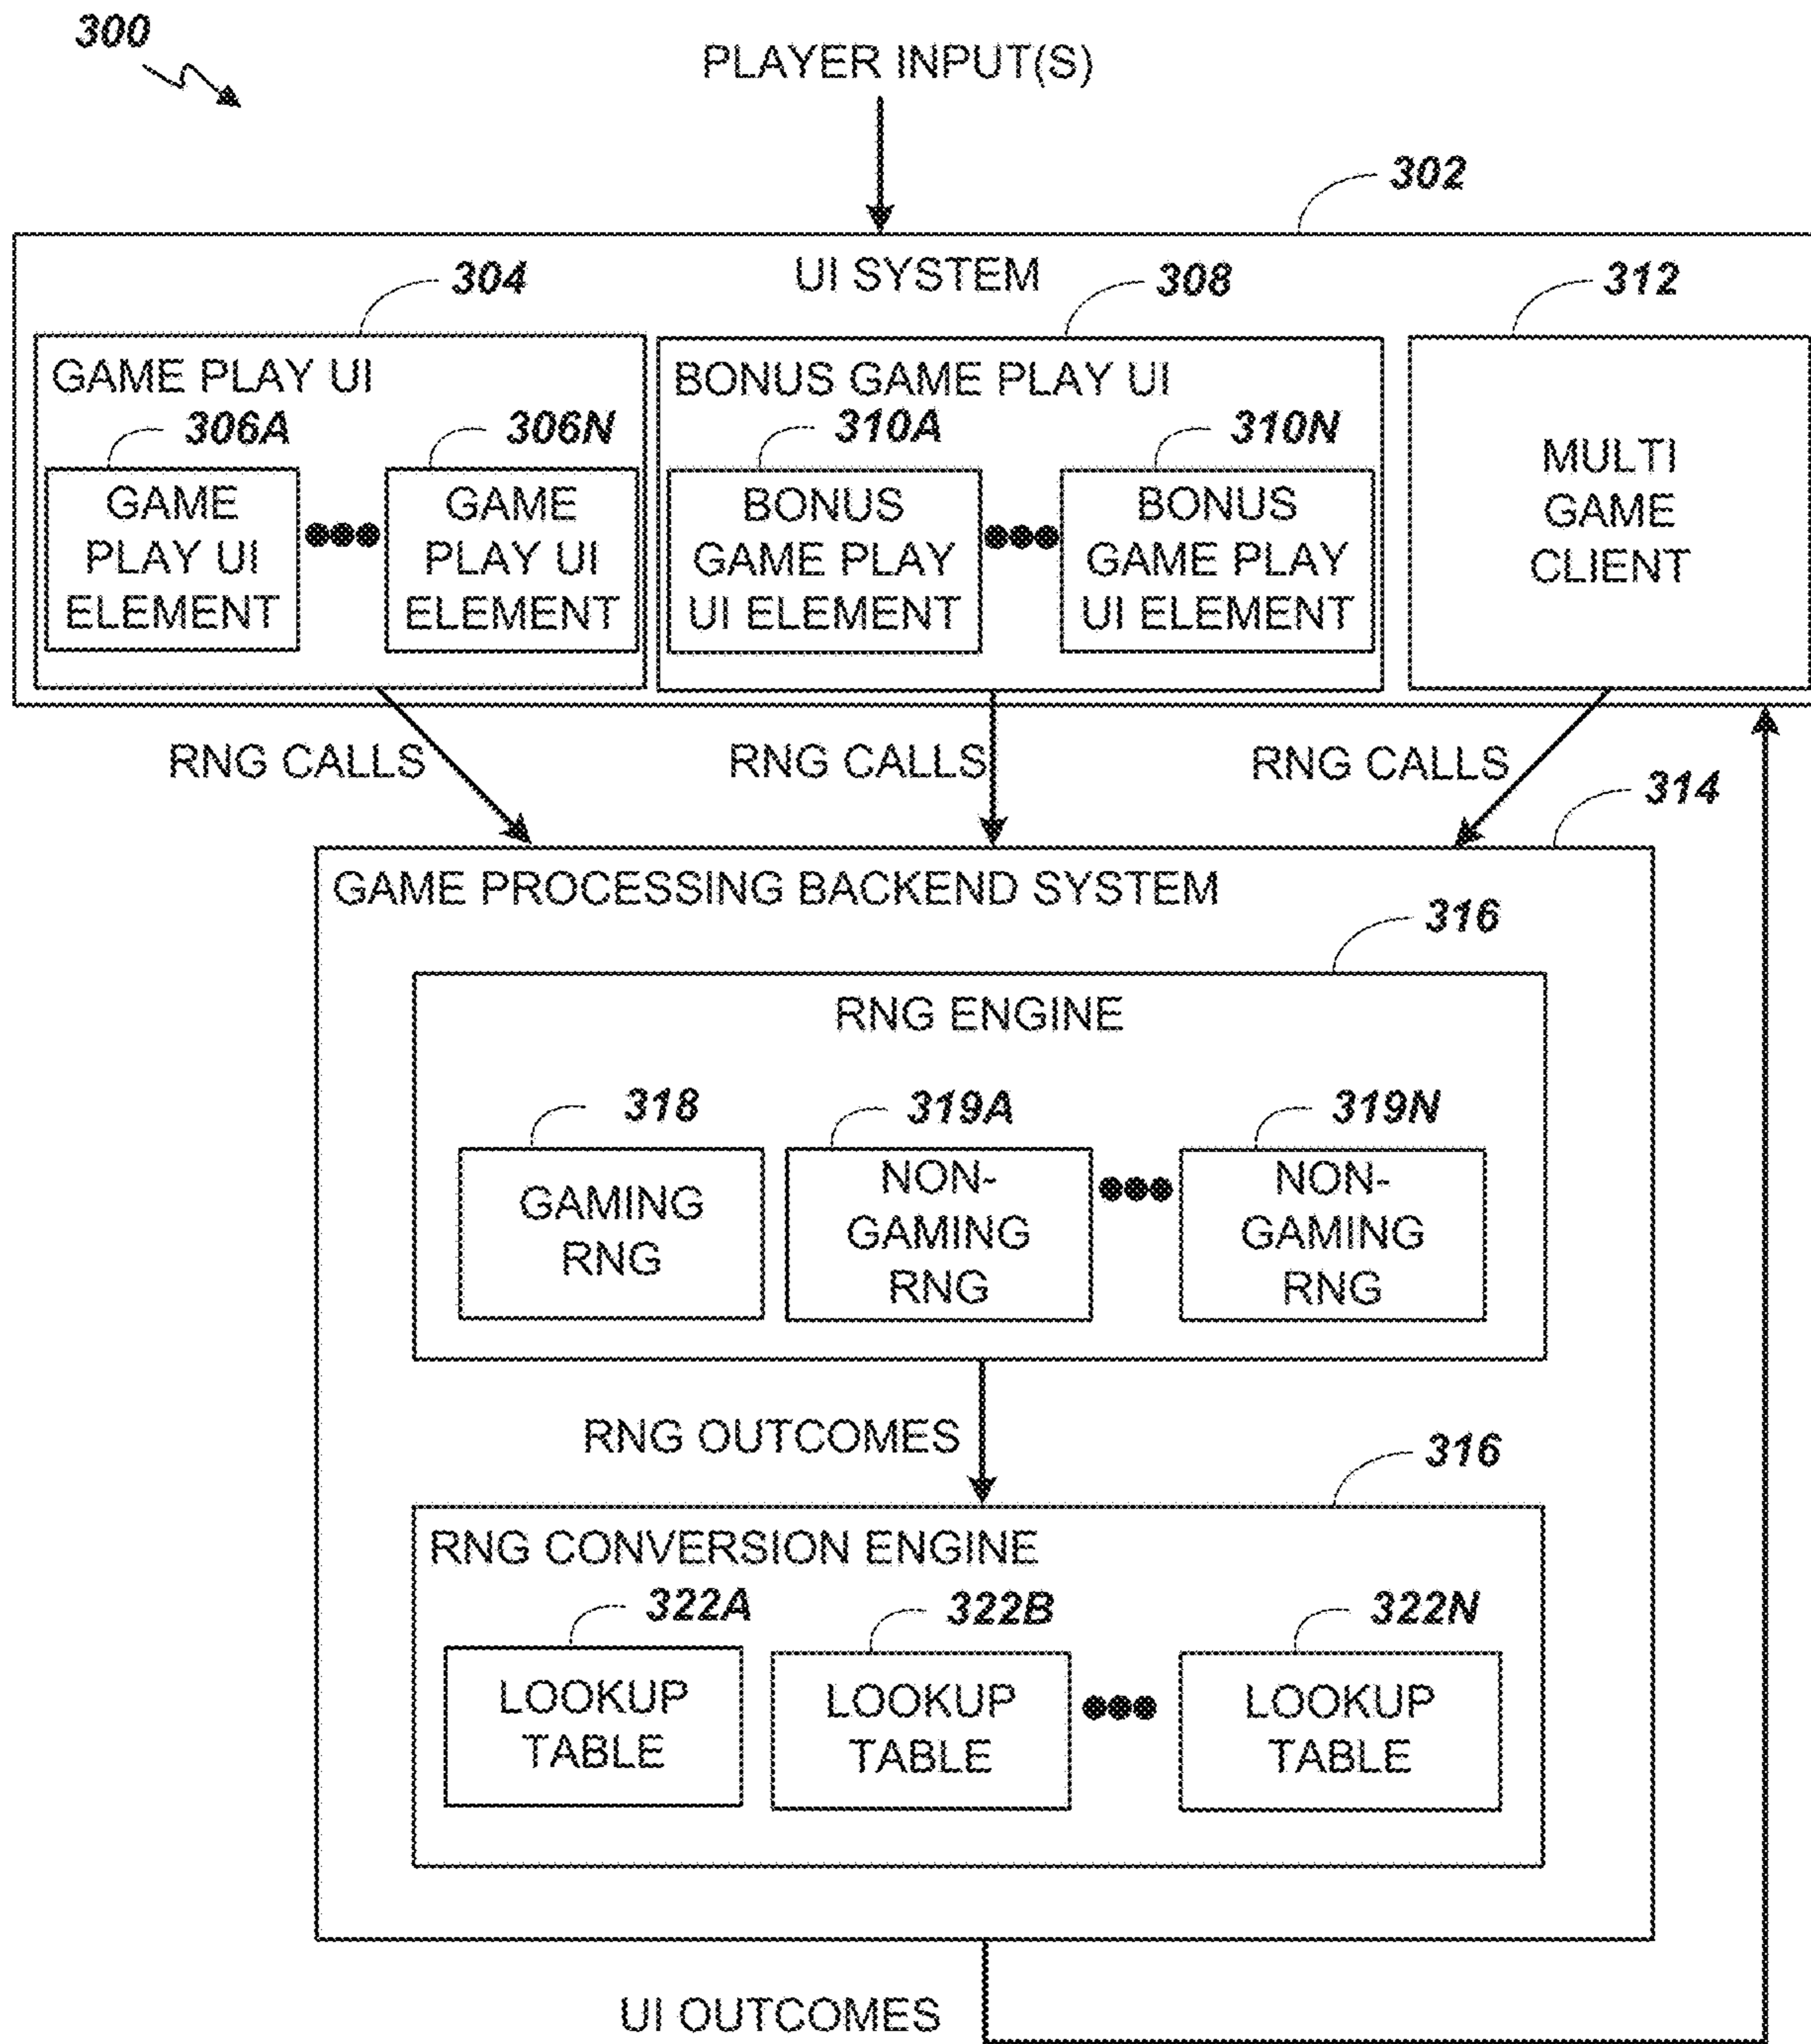 300
PLAYER INPUT(S)
302
UI SYSTEM
304
308
312
GAME PLAY UI
BONUS GAME PLAY UI
306A
306N
310A
310N
GAME
PLAY UI
ELEMENT
GAME
PLAY UI
ELEMENT
BONUS
GAME PLAY
UI ELEMENT
BONUS
GAME PLAY
UI ELEMENT
MULTI
GAME
CLIENT
RNG CALLS
RNG CALLS
RNG CALLS
314
GAME PROCESSING BACKEND SYSTEM
316
RNG ENGINE
318
319A
319N
GAMING
RNG
NON-
GAMING
RNG
NON-
GAMING
RNG
RNG OUTCOMES
316
RNG CONVERSION ENGINE
322A
322B
322N
LOOKUP
TABLE
LOOKUP
TABLE
LOOKUP
TABLE
UI OUTCOMES